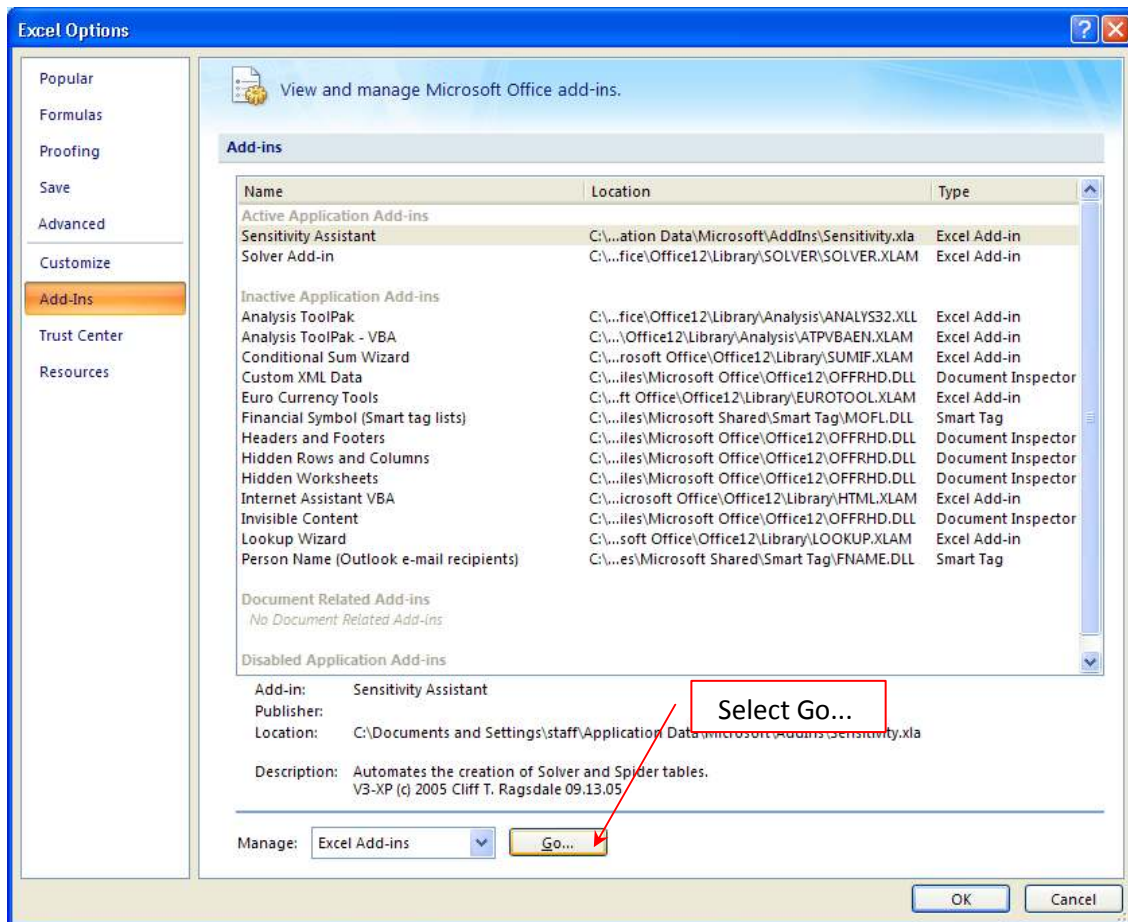 Excel Options
Popular
Formulas
Proofing
Save
Advanced
Customize
Add-Ins
Trust Center
Resources
View and manage Microsoft Office add-ins.
Add-ins
Name Location Type
Active Application Add-ins
Sensitivity Assistant C:\...ation Data\Microsoft\AddIns\Sensitivity.xla Excel Add-in
Solver Add-in C:\...fice\Office12\Library\SOLVER\SOLVER.XLAM Excel Add-in
Inactive Application Add-ins
Analysis ToolPak C:\...fice\Office12\Library\Analysis\ANALYS32.XLL Excel Add-in
Analysis ToolPak - VBA C:\...\Office12\Library\Analysis\ATPVBAEN.XLAM Excel Add-in
Conditional Sum Wizard C:\...rosoft Office\Office12\Library\SUMIF.XLAM Excel Add-in
Custom XML Data C:\...iles\Microsoft Office\Office12\OFFRHD.DLL Document Inspector
Euro Currency Tools C:\...ft Office\Office12\Library\EUROTOOL.XLAM Excel Add-in
Financial Symbol (Smart tag lists) C:\...iles\Microsoft Shared\Smart Tag\MOFL.DLL Smart Tag
Headers and Footers C:\...iles\Microsoft Office\Office12\OFFRHD.DLL Document Inspector
Hidden Rows and Columns C:\...iles\Microsoft Office\Office12\OFFRHD.DLL Document Inspector
Hidden Worksheets C:\...iles\Microsoft Office\Office12\OFFRHD.DLL Document Inspector
Internet Assistant VBA C:\...icrosoft Office\Office12\Library\HTML.XLAM Excel Add-in
Invisible Content C:\...iles\Microsoft Office\Office12\OFFRHD.DLL Document Inspector
Lookup Wizard C:\...soft Office\Office12\Library\LOOKUP.XLAM Excel Add-in
Person Name (Outlook e-mail recipients) C:\...es\Microsoft Shared\Smart Tag\FNAME.DLL Smart Tag
Document Related Add-ins
No Document Related Add-ins
Disabled Application Add-ins
Add-in: Sensitivity Assistant
Publisher:
Select Go...
Location: C:\Documents and Settings\staff\Application Data\Microsoft\AddIns\Sensitivity.xla
Description: Automates the creation of Solver and Spider tables.
V3-XP (c) 2005 Cliff T. Ragsdale 09.13.05
Manage: Excel Add-ins Go...
OK Cancel